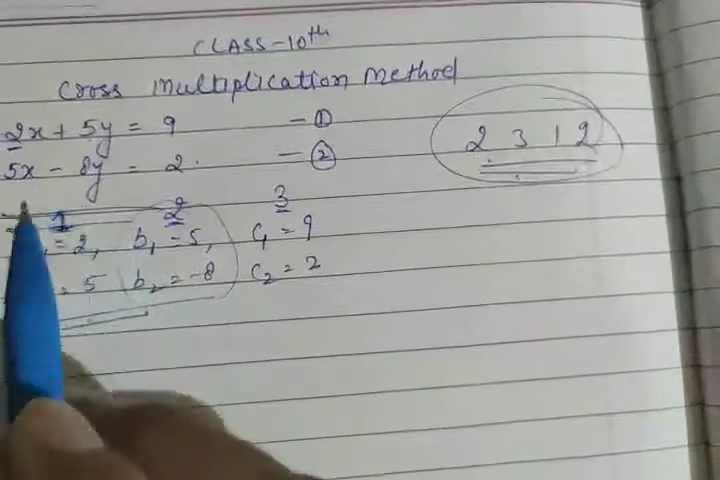 CLASS-10th
Cross Multiplication Method
2x + 5y = 9 - ①
5x - 8y = 2. - ②
2 3 1 2
1 2 3
= 2, b₁ = 5, C₁ = 9
= 5 b₂ = -8 C₂ = 2